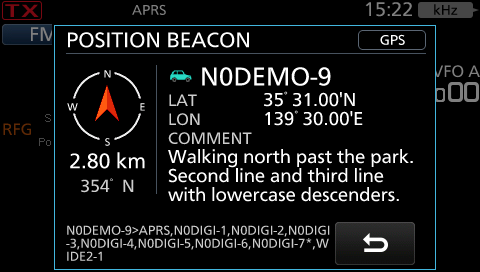 TX APRS 15:22 kHz
FM
POSITION BEACON GPS
N0DEMO-9
VFO A
LAT 35° 31.00'N
LON 139° 30.00'E
COMMENT
Walking north past the park.
Second line and third line
with lowercase descenders.
N
W E
S
RFG
2.80 km
354° N
N0DEMO-9>APRS,N0DIGI-1,N0DIGI-2,N0DIGI
-3,N0DIGI-4,N0DIGI-5,N0DIGI-6,N0DIGI-7*,W
IDE2-1